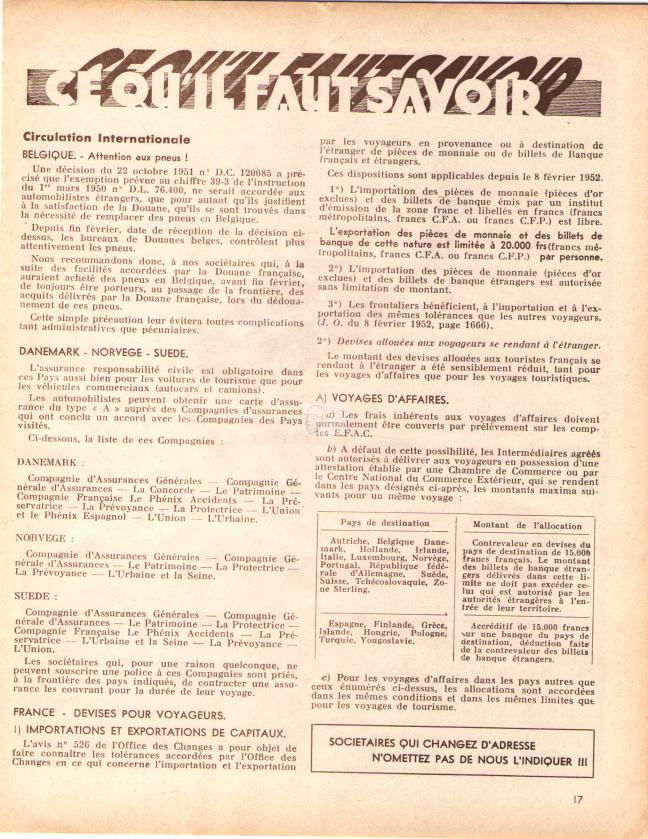 CE QU'IL FAUT SAVOIR
Circulation Internationale
BELGIQUE. - Attention aux pneus !
Une décision du 22 octobre 1951 n° D.C. 120085 a pré-
cisé que l'exemption prévue au chiffre 39-3 de l'instruction
du 1er mars 1950 n° D.L. 76.400, ne serait accordée aux
automobilistes étrangers, que pour autant qu'ils justifient
à la satisfaction de la Douane, qu'ils se sont trouvés dans
la nécessité de remplacer des pneus en Belgique.
Depuis fin février, date de réception de la décision ci-
dessus, les bureaux de Douanes belges, contrôlent plus
attentivement les pneus.
Nous recommandons donc, à nos sociétaires qui, à la
suite des facilités accordées par la Douane française,
auraient acheté des pneus en Belgique, avant fin février,
de toujours être porteurs, au passage de la frontière, des
acquits délivrés par la Douane française, lors du dédoua-
nement de ces pneus.
Cette simple précaution leur évitera toutes complications
tant administratives que pécuniaires.
DANEMARK - NORVEGE - SUEDE.
L'assurance responsabilité civile est obligatoire dans
ces Pays aussi bien pour les voitures de tourisme que pour
les véhicules commerciaux (autocars et camions).
Les automobilistes peuvent obtenir une carte d'assu-
rance du type « A » auprès des Compagnies d'assurances
qui ont conclu un accord avec les Compagnies des Pays
visités.
Ci-dessous, la liste de ces Compagnies :
DANEMARK :
Compagnie d'Assurances Générales — Compagnie Gé-
nérale d'Assurances — La Concorde — Le Patrimoine —
Compagnie Française Le Phénix Accidents — La Pré-
servatrice — La Prévoyance — La Protectrice — L'Union
et le Phénix Espagnol — L'Union — L'Urbaine.
NORVEGE :
Compagnie d'Assurances Générales — Compagnie Gé-
nérale d'Assurances — Le Patrimoine — La Protectrice —
La Prévoyance — L'Urbaine et la Seine.
SUEDE :
Compagnie d'Assurances Générales — Compagnie Gé-
nérale d'Assurances — Le Patrimoine — La Protectrice —
Compagnie Française Le Phénix Accidents — La Pré-
servatrice — L'Urbaine et la Seine — La Prévoyance —
L'Union.
Les sociétaires qui, pour une raison quelconque, ne
peuvent souscrire une police à ces Compagnies sont priés,
à la frontière des pays indiqués, de contracter une assu-
rance les couvrant pour la durée de leur voyage.
FRANCE - DEVISES POUR VOYAGEURS.
I) IMPORTATIONS ET EXPORTATIONS DE CAPITAUX.
L'avis n° 526 de l'Office des Changes a pour objet de
faire connaître les tolérances accordées par l'Office des
Changes en ce qui concerne l'importation et l'exportation
par les voyageurs en provenance ou à destination de
l'étranger de pièces de monnaie ou de billets de Banque
français et étrangers.
Ces dispositions sont applicables depuis le 8 février 1952.
1°) L'importation des pièces de monnaie (pièces d'or
exclues) et des billets de banque émis par un institut
d'émission de la zone franc et libellés en francs (francs
métropolitains, francs C.F.A. ou francs C.F.P.) est libre.
L'exportation des pièces de monnaie et des billets de
banque de cette nature est limitée à 20.000 frs (francs mé-
tropolitains, francs C.F.A. ou francs C.F.P.) par personne.
2°) L'importation des pièces de monnaie (pièces d'or
exclues) et des billets de banque étrangers est autorisée
sans limitation de montant.
3°) Les frontaliers bénéficient, à l'importation et à l'ex-
portation des mêmes tolérances que les autres voyageurs.
(J. O. du 8 février 1952, page 1666).
2°) Devises allouées aux voyageurs se rendant à l'étranger.
Le montant des devises allouées aux touristes français se
rendant à l'étranger a été sensiblement réduit, tant pour
les voyages d'affaires que pour les voyages touristiques.
A) VOYAGES D'AFFAIRES.
a) Les frais inhérents aux voyages d'affaires doivent
normalement être couverts par prélèvement sur les comp-
tes E.F.A.C.
b) A défaut de cette possibilité, les Intermédiaires agréés
sont autorisés à délivrer aux voyageurs en possession d'une
attestation établie par une Chambre de Commerce ou par
le Centre National du Commerce Extérieur, qui se rendent
dans les pays désignés ci-après, les montants maxima sui-
vants pour un même voyage :
Pays de destination
Autriche, Belgique Dane-
mark, Hollande, Irlande,
Italie, Luxembourg, Norvège,
Portugal, République fédé-
rale d'Allemagne, Suède,
Suisse, Tchécoslovaquie, Zo-
ne Sterling.
Espagne, Finlande, Grèce,
Islande, Hongrie, Pologne,
Turquie, Yougoslavie.
Montant de l'allocation
Contrevaleur en devises du
pays de destination de 15.000
francs français. Le montant
des billets de banque étran-
gers délivrés dans cette li-
mite ne doit pas excéder ce-
lui qui est autorisé par les
autorités étrangères à l'en-
trée de leur territoire.
Accréditif de 15.000 francs
sur une banque du pays de
destination, déduction faite
de la contrevaleur des billets
de banque étrangers.
c) Pour les voyages d'affaires dans les pays autres que
ceux énumérés ci-dessus, les allocations sont accordées
dans les mêmes conditions et dans les mêmes limites que
pour les voyages de tourisme.
SOCIETAIRES QUI CHANGEZ D'ADRESSE
N'OMETTEZ PAS DE NOUS L'INDIQUER !!!
17